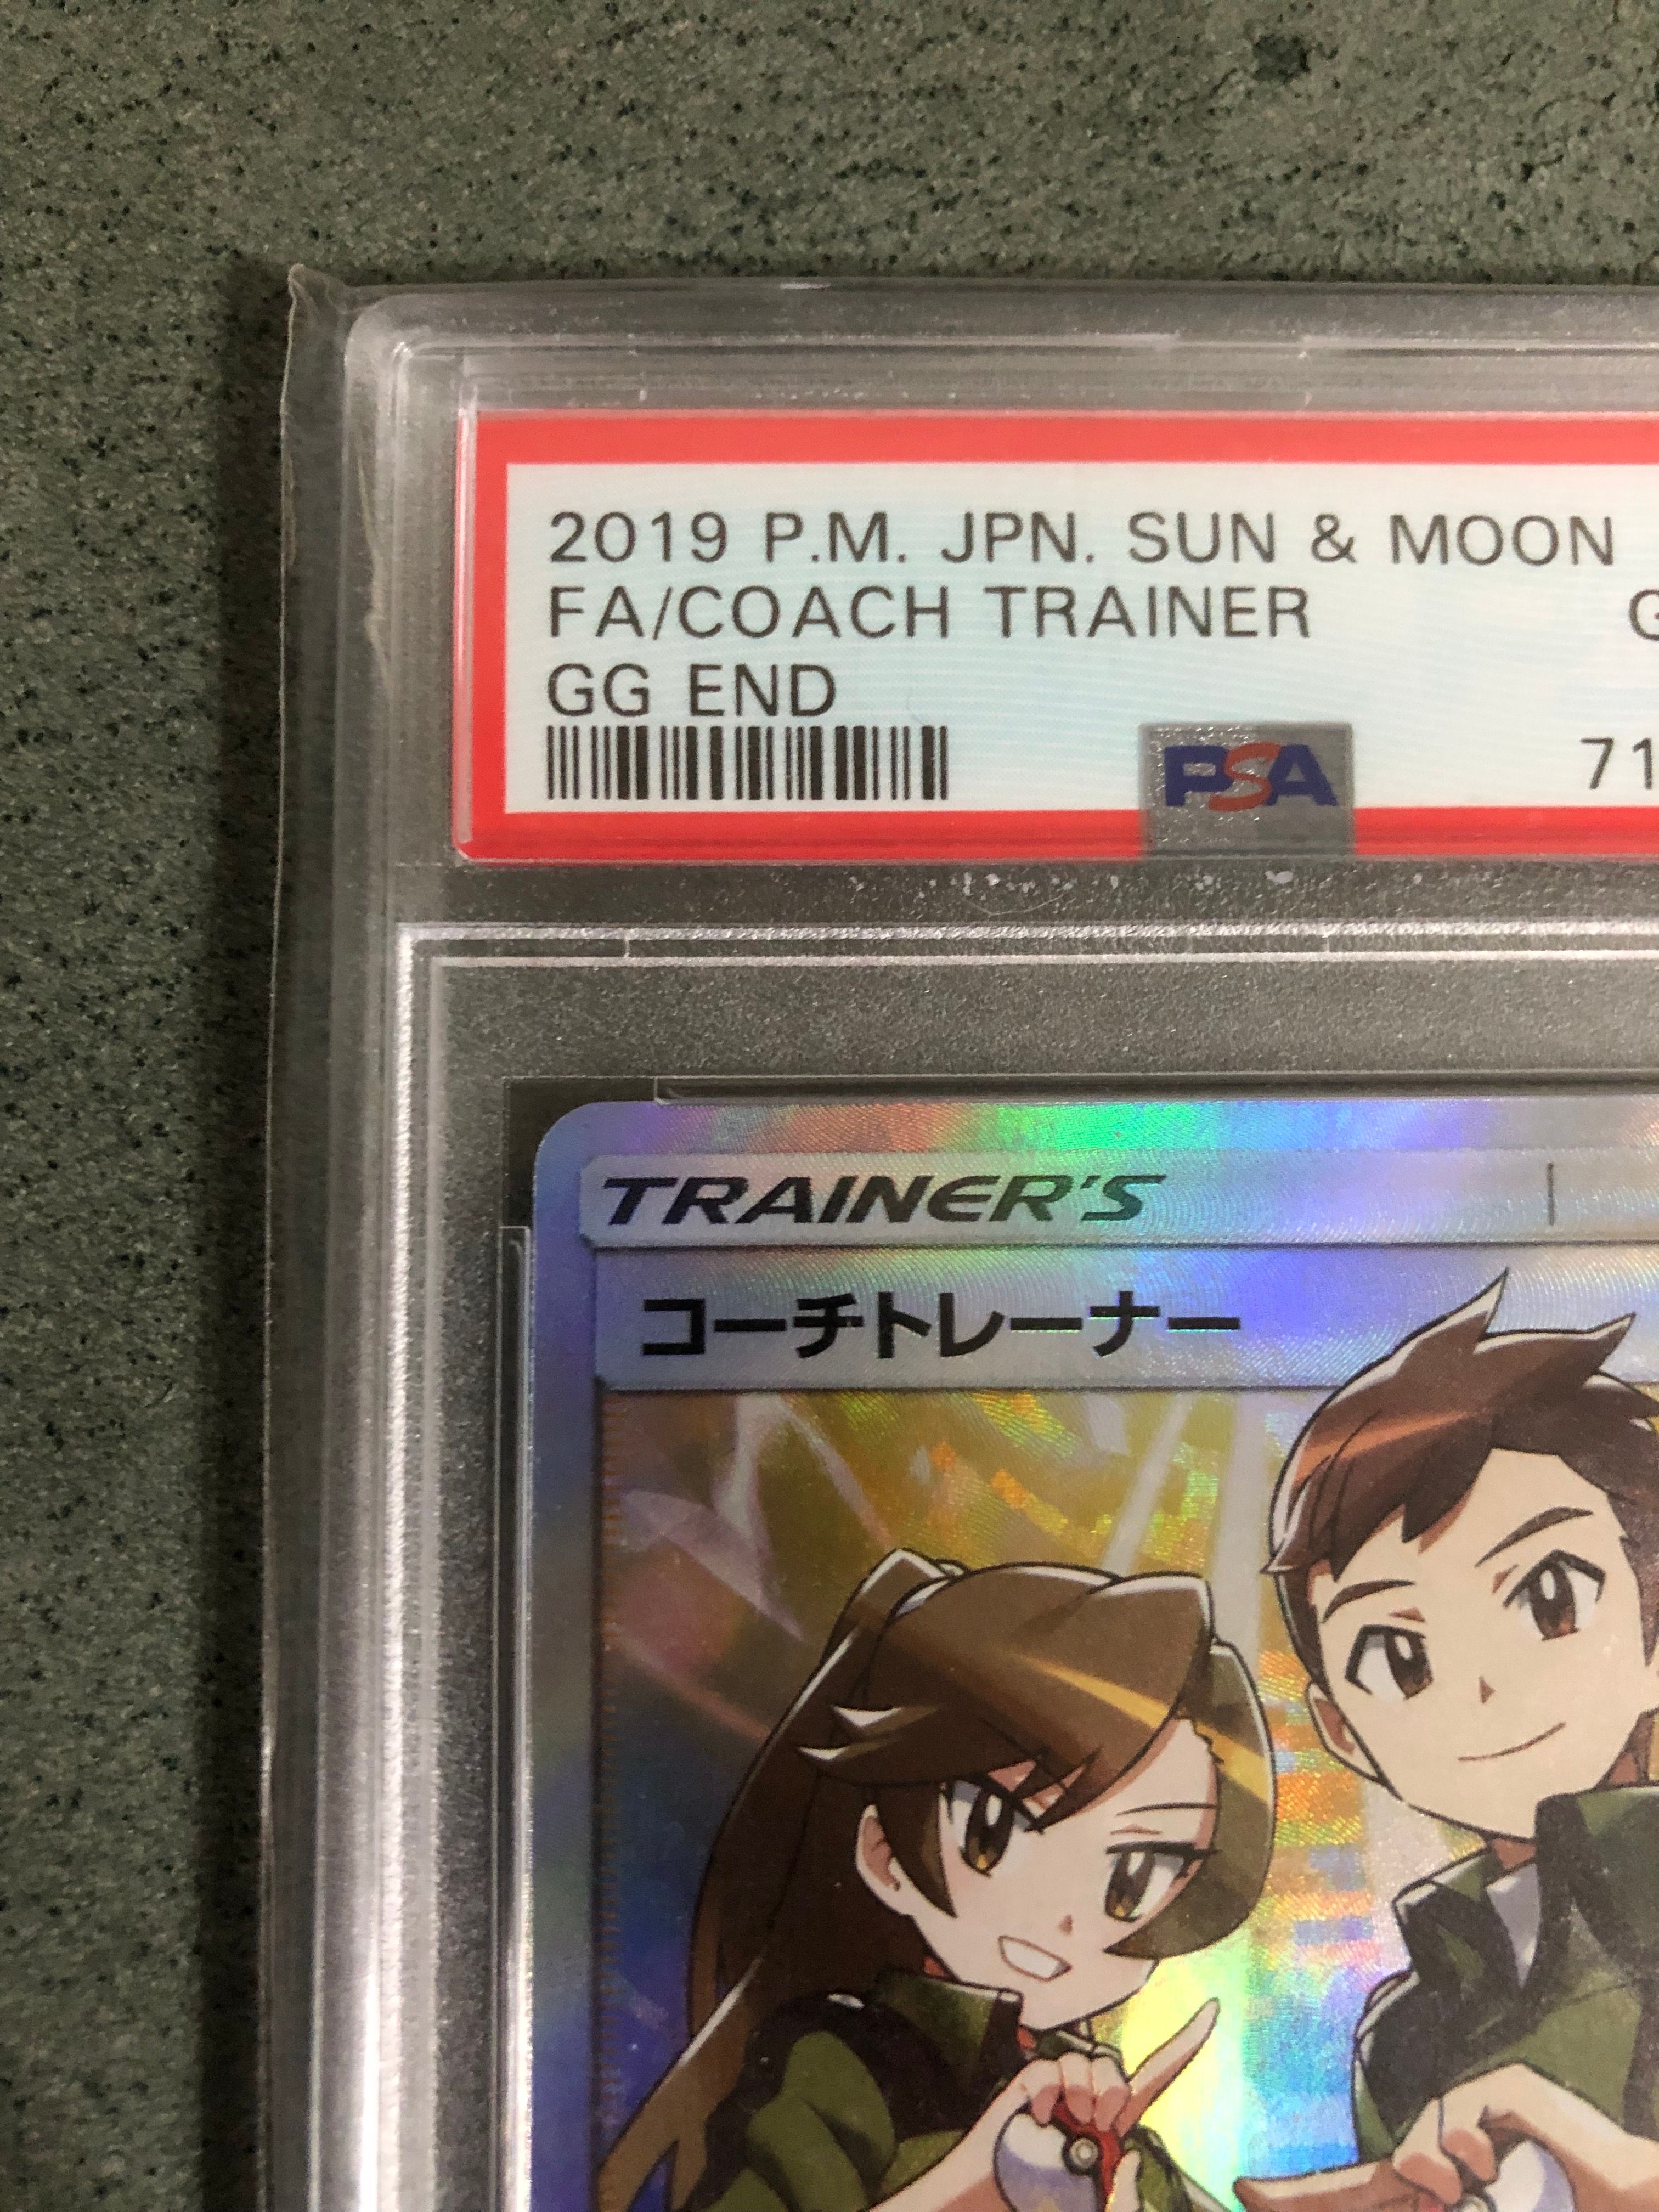 2019 P.M. JPN. SUN & MOON
FA/COACH TRAINER
GG END
PSA
71
TRAINER'S
コーチトレーナー